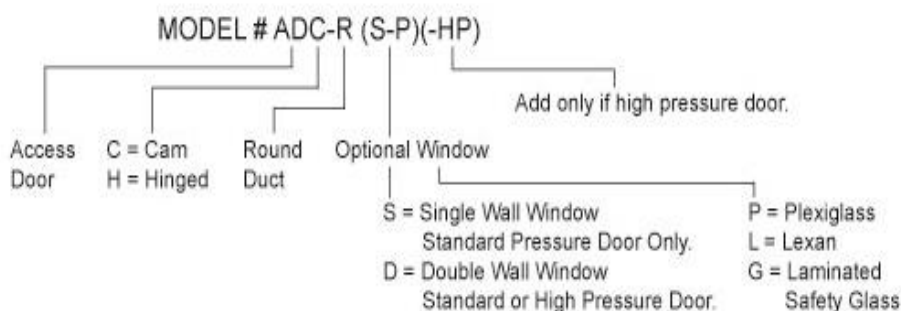 MODEL # ADC-R (S-P)(-HP)
Add only if high pressure door.
Access Door
C = Cam
H = Hinged
Round Duct
Optional Window
S = Single Wall Window
Standard Pressure Door Only.
D = Double Wall Window
Standard or High Pressure Door.
P = Plexiglass
L = Lexan
G = Laminated
Safety Glass